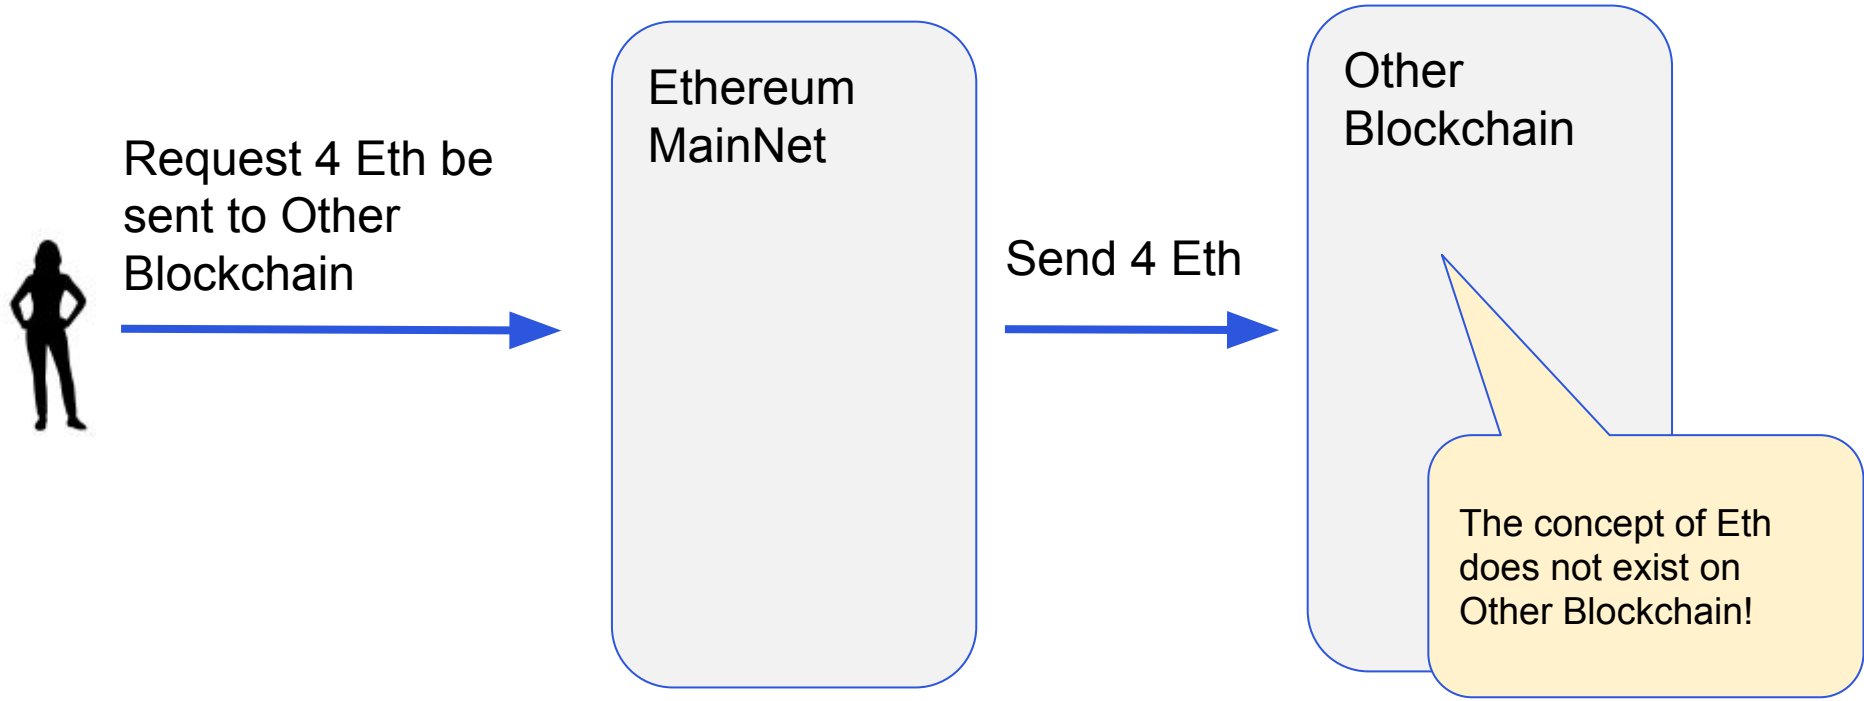 Request 4 Eth be
sent to Other
Blockchain
Ethereum
MainNet
Send 4 Eth
Other
Blockchain
The concept of Eth
does not exist on
Other Blockchain!